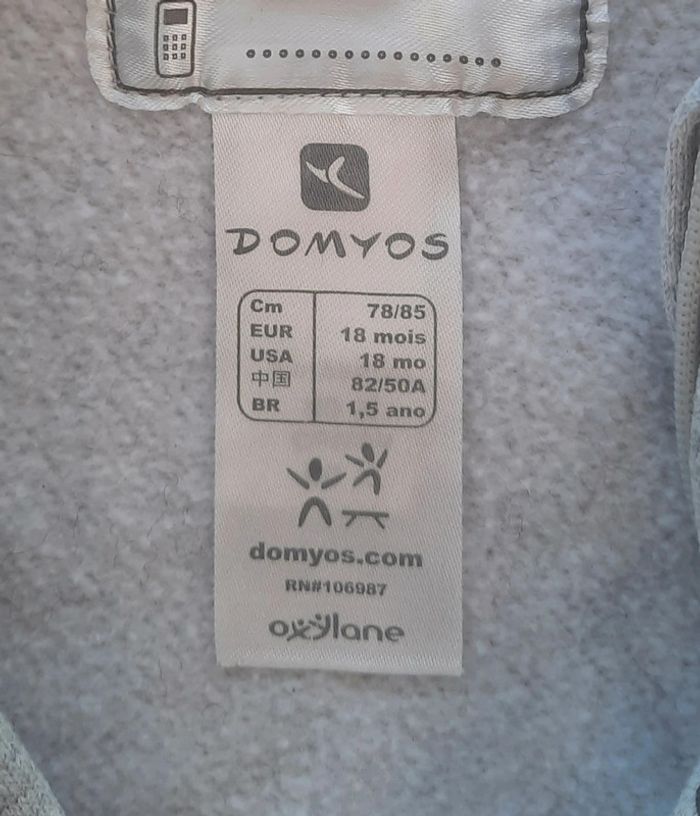 DOMYOS
Cm 78/85
EUR 18 mois
USA 18 mo
中国 82/50A
BR 1,5 ano
domyos.com
RN#106987
oxylane